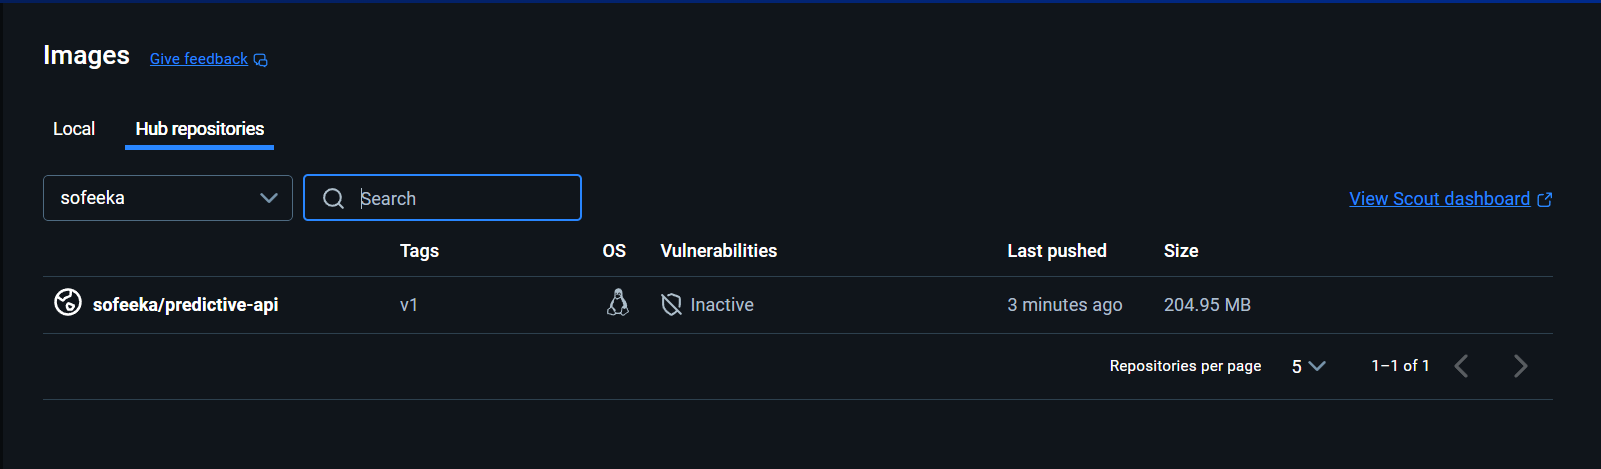 Images Give feedback
Local Hub repositories
sofeeka Search View Scout dashboard
Tags OS Vulnerabilities Last pushed Size
sofeeka/predictive-api v1 Inactive 3 minutes ago 204.95 MB
Repositories per page 5 1–1 of 1